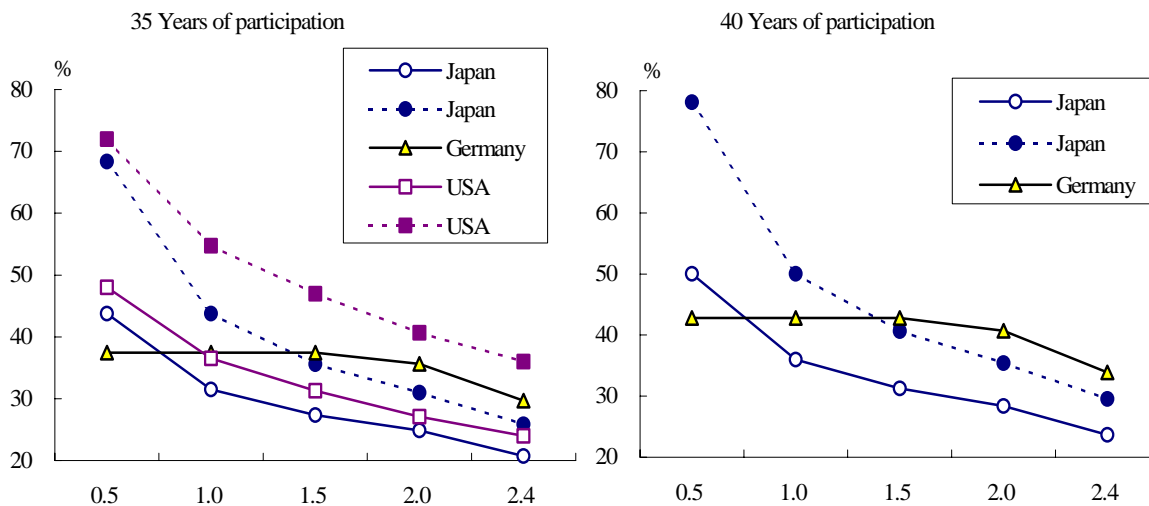 35 Years of participation
%
80
70
60
50
40
30
20
0.5 1.0 1.5 2.0 2.4
Japan
Japan
Germany
USA
USA
40 Years of participation
%
80
70
60
50
40
30
20
0.5 1.0 1.5 2.0 2.4
Japan
Japan
Germany